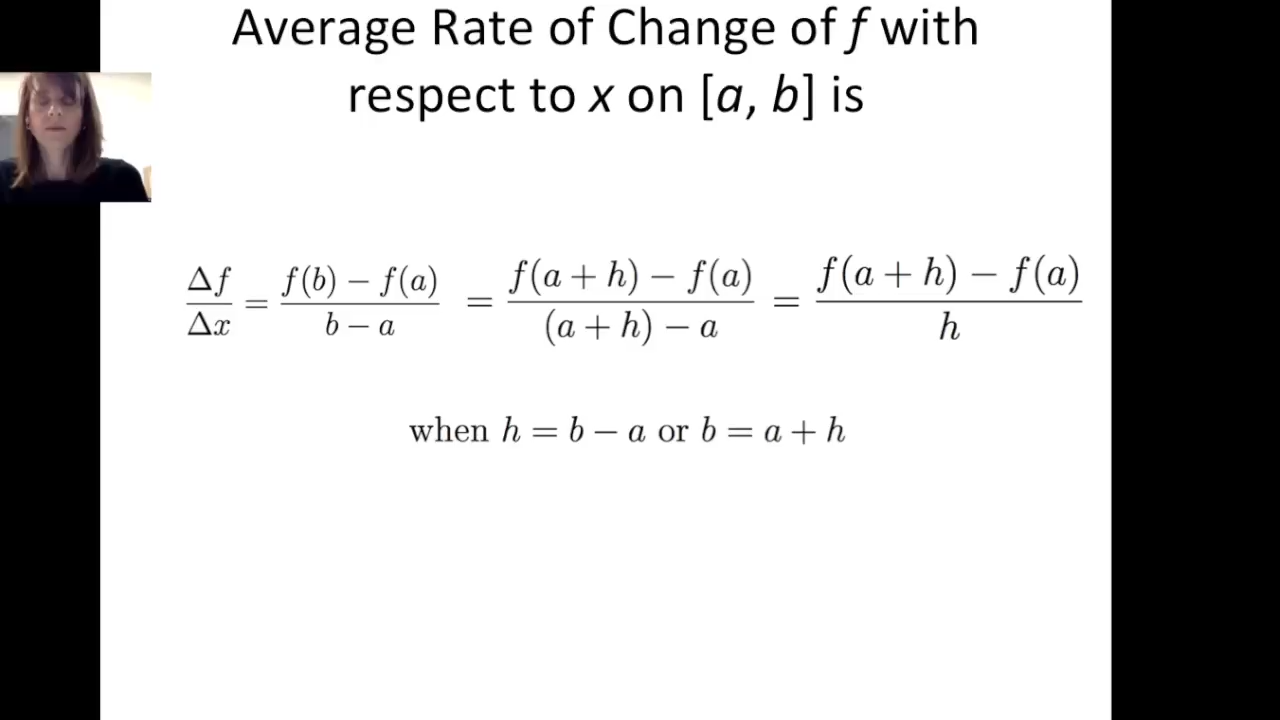 Average Rate of Change of f with
respect to x on [a, b] is
Δf/Δx = (f(b) − f(a))/(b − a) = (f(a + h) − f(a))/((a + h) − a) = (f(a + h) − f(a))/h
when h = b − a or b = a + h